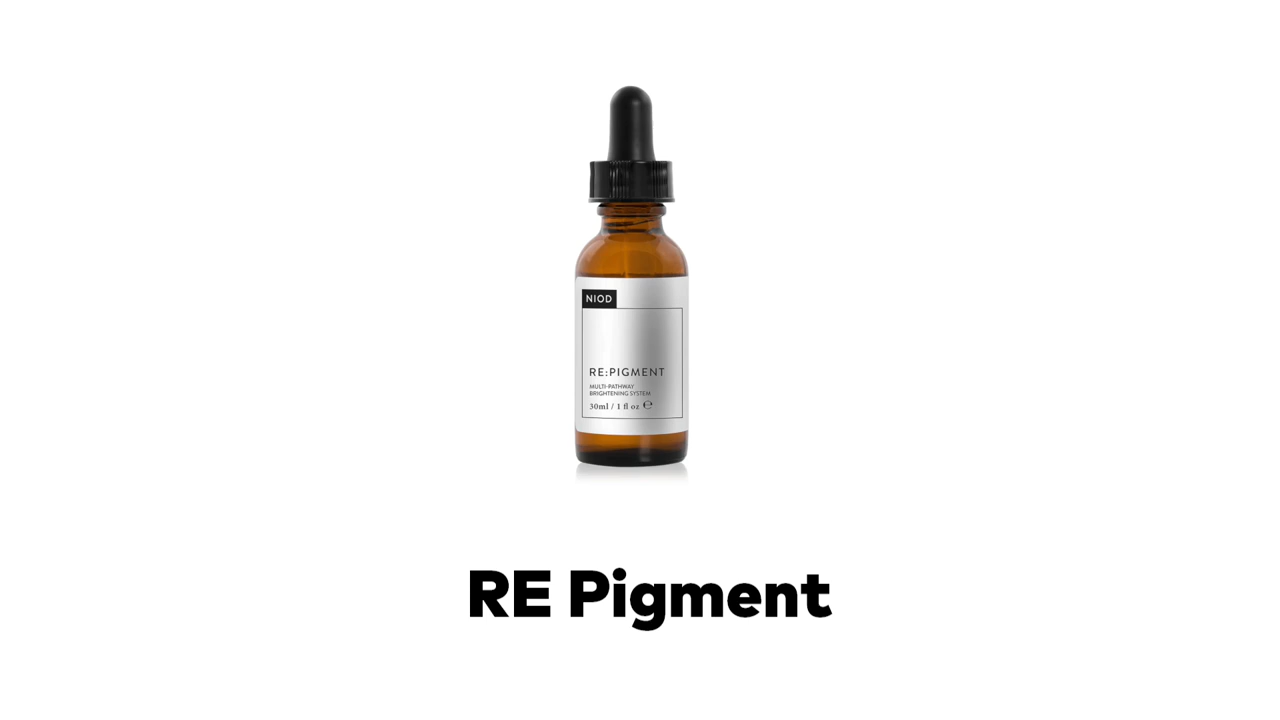 NIOD
RE:PIGMENT
MULTI-PATHWAY
BRIGHTENING SYSTEM
30ml / 1 fl oz ℮
RE Pigment